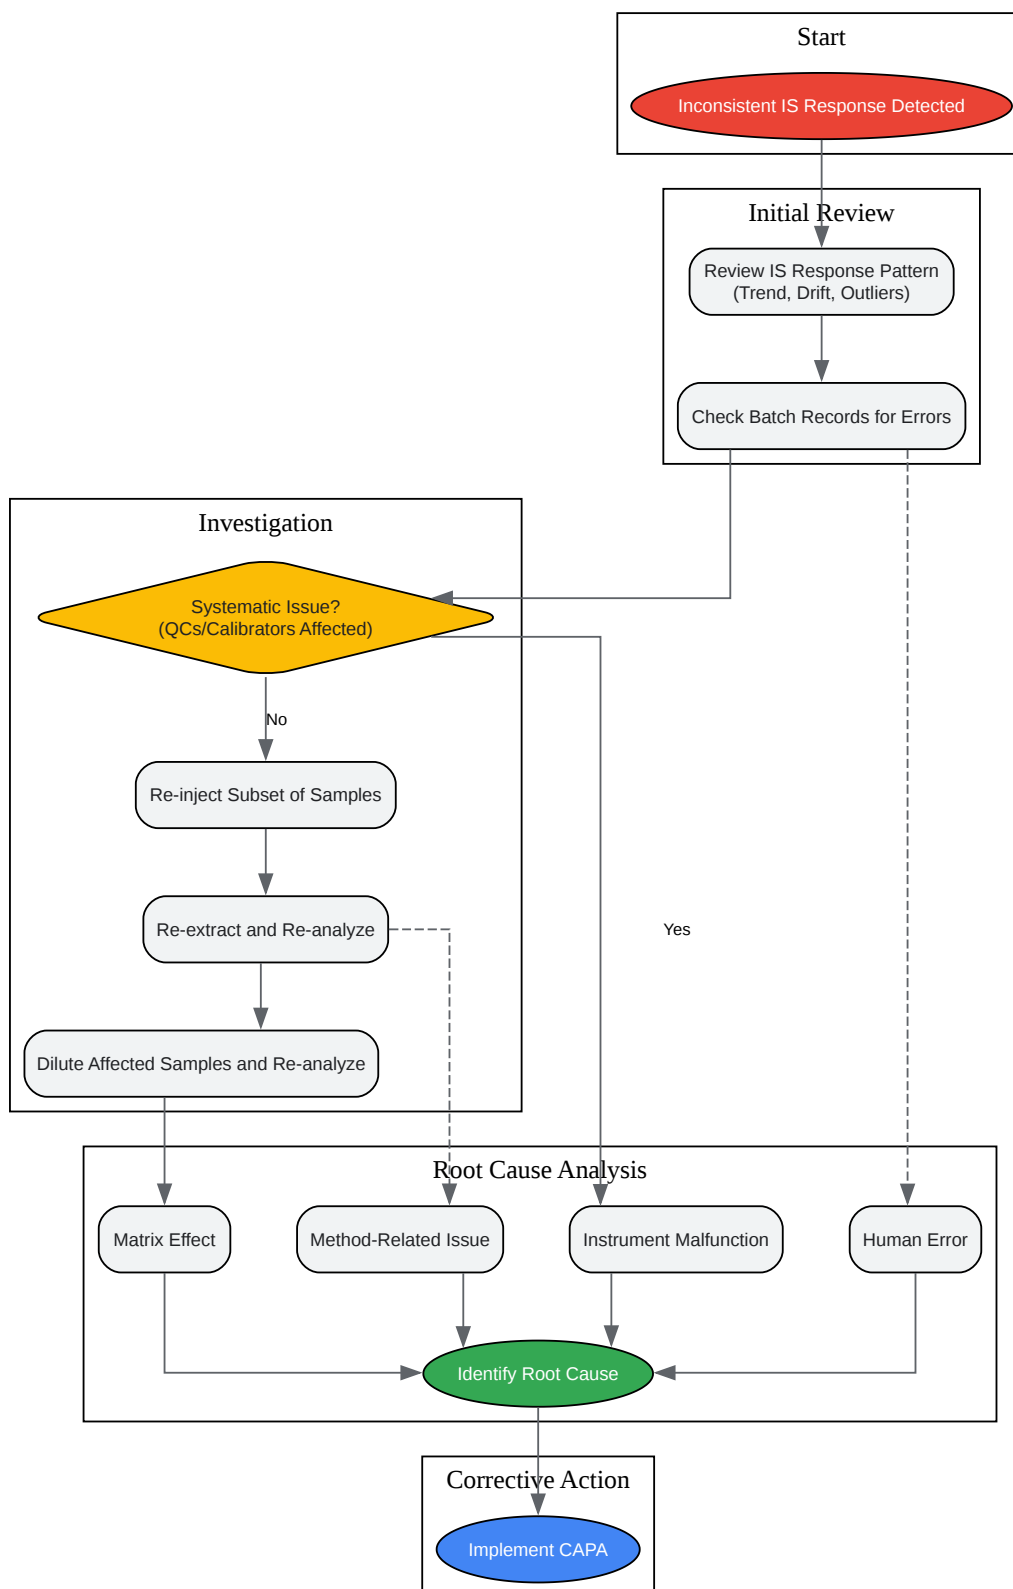 Start
Inconsistent IS Response Detected
Initial Review
Review IS Response Pattern
(Trend, Drift, Outliers)
Check Batch Records for Errors
Investigation
Systematic Issue?
(QCs/Calibrators Affected)
No
Re-inject Subset of Samples
Re-extract and Re-analyze
Yes
Dilute Affected Samples and Re-analyze
Root Cause Analysis
Matrix Effect
Method-Related Issue
Instrument Malfunction
Human Error
Identify Root Cause
Corrective Action
Implement CAPA